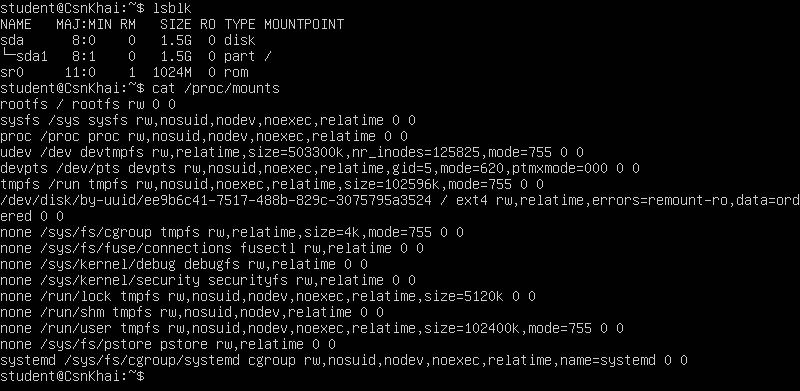 student@CsnKhai:~$ lsblk
NAME   MAJ:MIN RM   SIZE RO TYPE MOUNTPOINT
sda      8:0    0   1.5G  0 disk
└─sda1   8:1    0   1.5G  0 part /
sr0     11:0    1  1024M  0 rom
student@CsnKhai:~$ cat /proc/mounts
rootfs / rootfs rw 0 0
sysfs /sys sysfs rw,nosuid,nodev,noexec,relatime 0 0
proc /proc proc rw,nosuid,nodev,noexec,relatime 0 0
udev /dev devtmpfs rw,relatime,size=503300k,nr_inodes=125825,mode=755 0 0
devpts /dev/pts devpts rw,nosuid,noexec,relatime,gid=5,mode=620,ptmxmode=000 0 0
tmpfs /run tmpfs rw,nosuid,noexec,relatime,size=102596k,mode=755 0 0
/dev/disk/by-uuid/ee9b6c41-7517-488b-829c-3075795a3524 / ext4 rw,relatime,errors=remount-ro,data=ord
ered 0 0
none /sys/fs/cgroup tmpfs rw,relatime,size=4k,mode=755 0 0
none /sys/fs/fuse/connections fusectl rw,relatime 0 0
none /sys/kernel/debug debugfs rw,relatime 0 0
none /sys/kernel/security securityfs rw,relatime 0 0
none /run/lock tmpfs rw,nosuid,nodev,noexec,relatime,size=5120k 0 0
none /run/shm tmpfs rw,nosuid,nodev,relatime 0 0
none /run/user tmpfs rw,nosuid,nodev,noexec,relatime,size=102400k,mode=755 0 0
none /sys/fs/pstore pstore rw,relatime 0 0
systemd /sys/fs/cgroup/systemd cgroup rw,nosuid,nodev,noexec,relatime,name=systemd 0 0
student@CsnKhai:~$